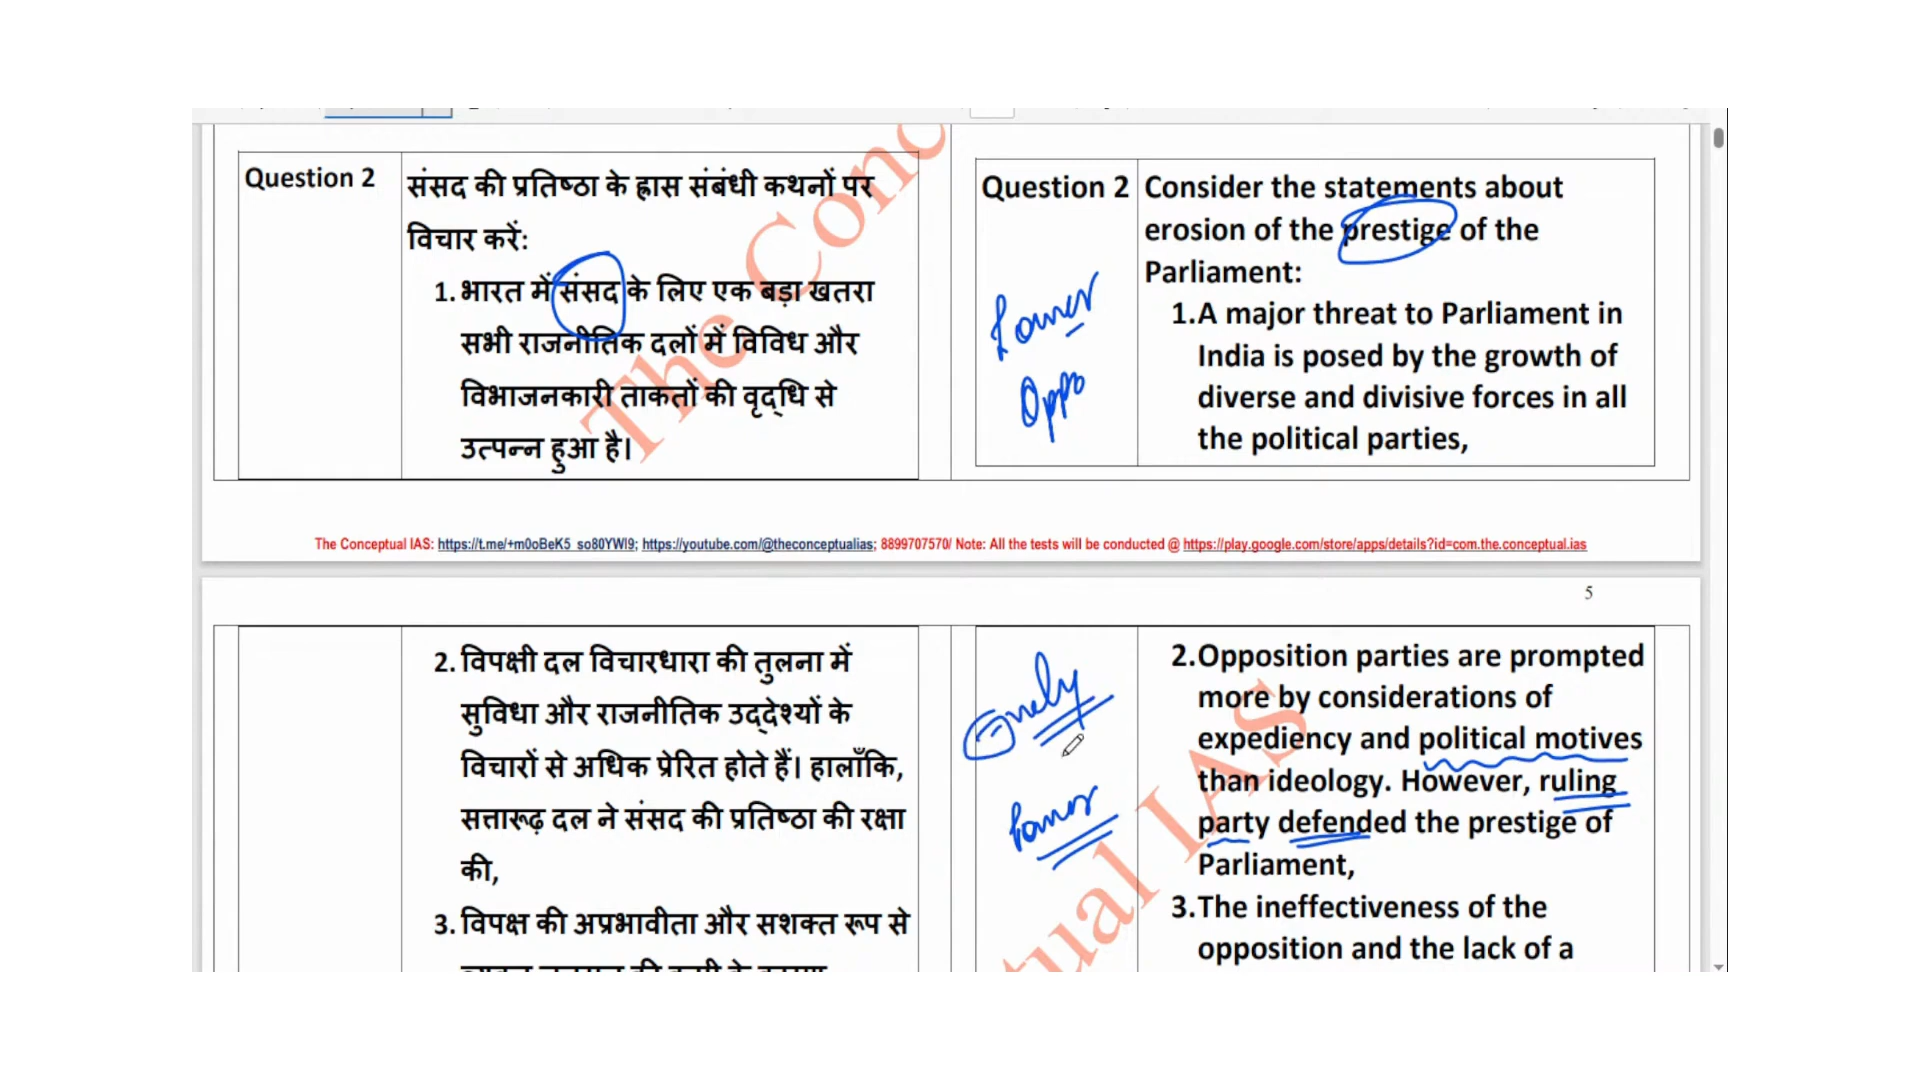 Question 2
संसद की प्रतिष्ठा के ह्रास संबंधी कथनों पर
विचार करें:
1. भारत में संसद के लिए एक बड़ा खतरा
सभी राजनीतिक दलों में विविध और
विभाजनकारी ताकतों की वृद्धि से
उत्पन्न हुआ है।
Question 2
Consider the statements about
erosion of the prestige of the
Parliament:
1.A major threat to Parliament in
India is posed by the growth of
diverse and divisive forces in all
the political parties,
Oppo
The Conceptual IAS: https://t.me/+m0oBeK5_so80YWI9; https://youtube.com/@theconceptualias; 8899707570/ Note: All the tests will be conducted @ https://play.google.com/store/apps/details?id=com.the.conceptual.ias
5
2. विपक्षी दल विचारधारा की तुलना में
सुविधा और राजनीतिक उद्देश्यों के
विचारों से अधिक प्रेरित होते हैं। हालाँकि,
सत्तारूढ़ दल ने संसद की प्रतिष्ठा की रक्षा
की,
3. विपक्ष की अप्रभावीता और सशक्त रूप से
2.Opposition parties are prompted
more by considerations of
expediency and political motives
than ideology. However, ruling
party defended the prestige of
Parliament,
3.The ineffectiveness of the
opposition and the lack of a
The Conc
tual IAS